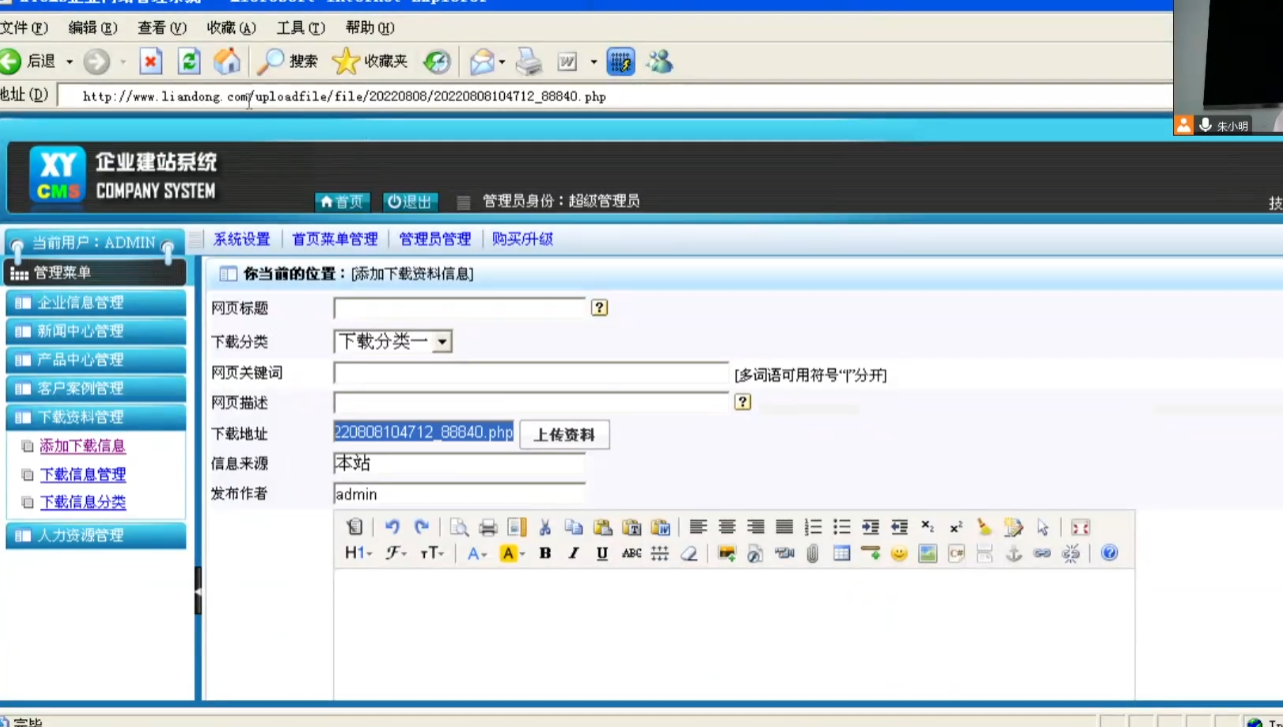 文件(F) 编辑(E) 查看(V) 收藏(A) 工具(T) 帮助(H)
后退 搜索 收藏夹
地址(D) http://www.liandong.com/uploadfile/file/20220808/20220808104712_88840.php
朱小明
XY CMS 企业建站系统
COMPANY SYSTEM
首页 退出 管理员身份：超级管理员 技
当前用户：ADMIN 系统设置 首页菜单管理 管理员管理 购买/升级
管理菜单 你当前的位置：[添加下载资料信息]
企业信息管理
新闻中心管理
产品中心管理
客户案例管理
下载资料管理
添加下载信息
下载信息管理
下载信息分类
人力资源管理
网页标题 ?
下载分类 下载分类一
网页关键词 [多词语可用符号“|”分开]
网页描述 ?
下载地址 220808104712_88840.php 上传资料
信息来源 本站
发布作者 admin
H1 F TT A A B I U ABC
完毕